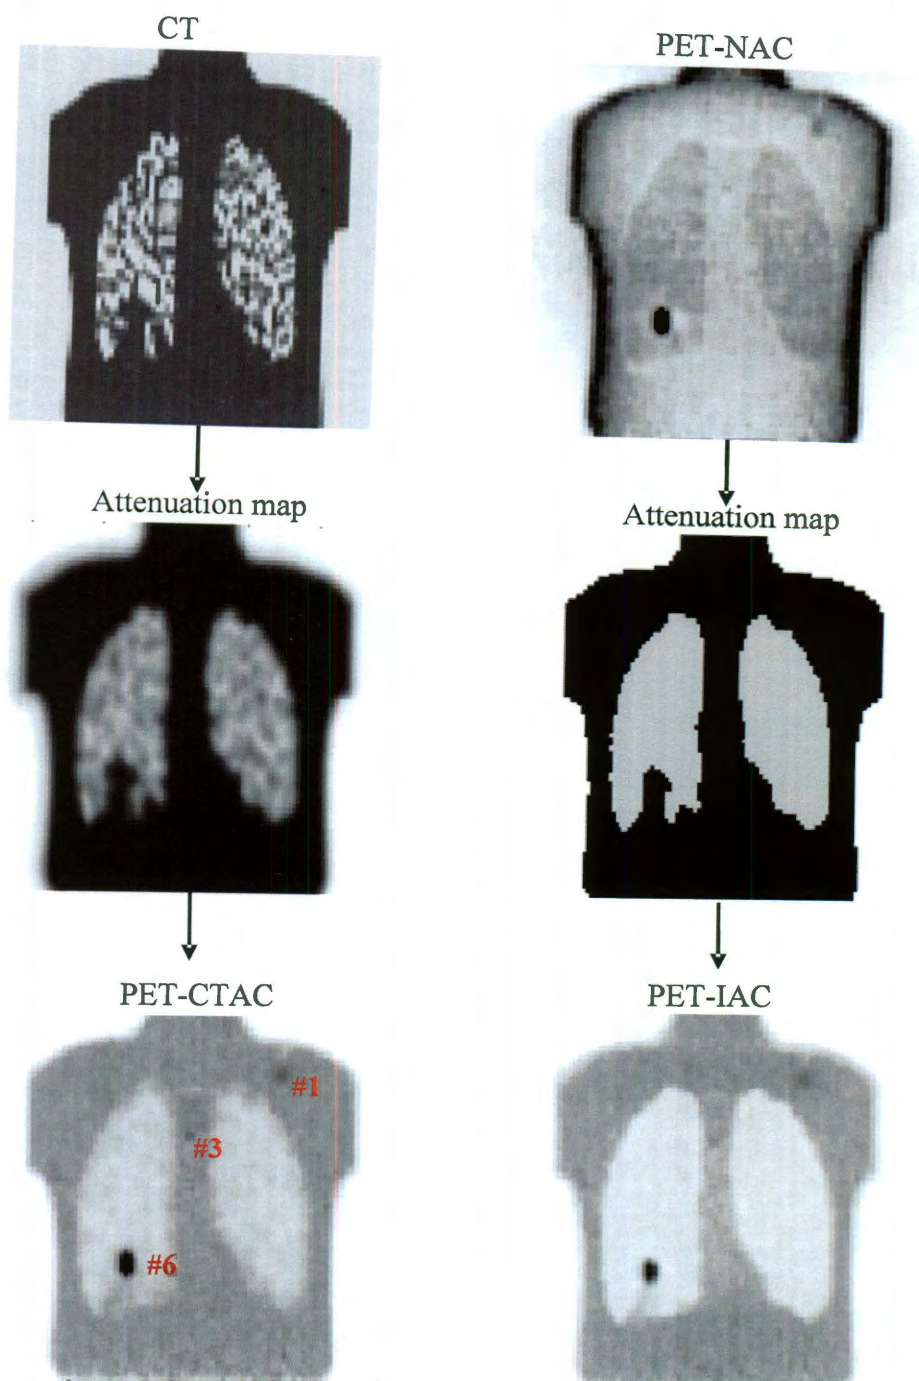 CT
PET-NAC
Attenuation map
Attenuation map
PET-CTAC
PET-IAC
#1
#3
#6